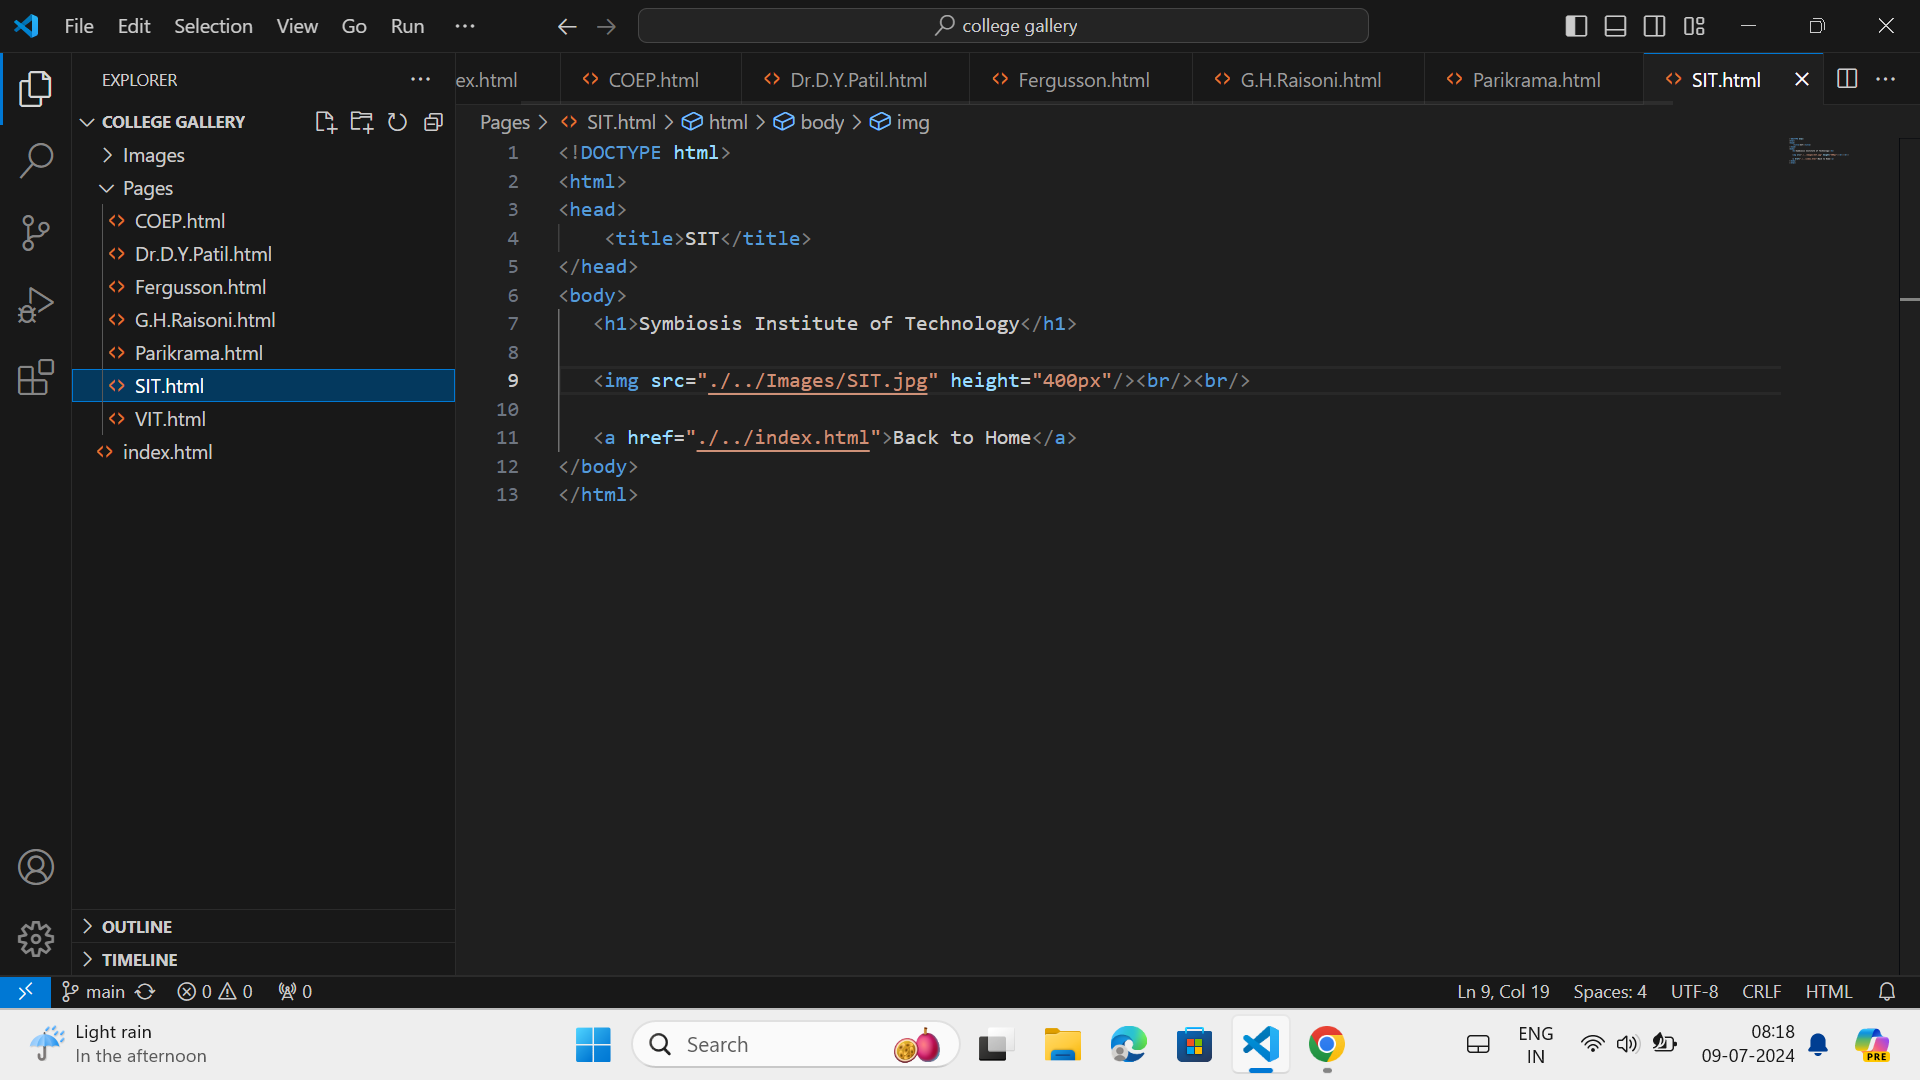 File Edit Selection View Go Run ···
college gallery
EXPLORER
ex.html COEP.html Dr.D.Y.Patil.html Fergusson.html G.H.Raisoni.html Parikrama.html SIT.html
COLLEGE GALLERY
Images
Pages
COEP.html
Dr.D.Y.Patil.html
Fergusson.html
G.H.Raisoni.html
Parikrama.html
SIT.html
VIT.html
index.html
OUTLINE
TIMELINE
Pages > SIT.html > html > body > img
1 <!DOCTYPE html>
2 <html>
3 <head>
4 <title>SIT</title>
5 </head>
6 <body>
7 <h1>Symbiosis Institute of Technology</h1>
8
9 <img src="./../Images/SIT.jpg" height="400px"/><br/><br/>
10
11 <a href="./../index.html">Back to Home</a>
12 </body>
13 </html>
main 0 0 0 Ln 9, Col 19 Spaces: 4 UTF-8 CRLF HTML
Light rain
In the afternoon
Search
ENG
IN
08:18
09-07-2024
PRE